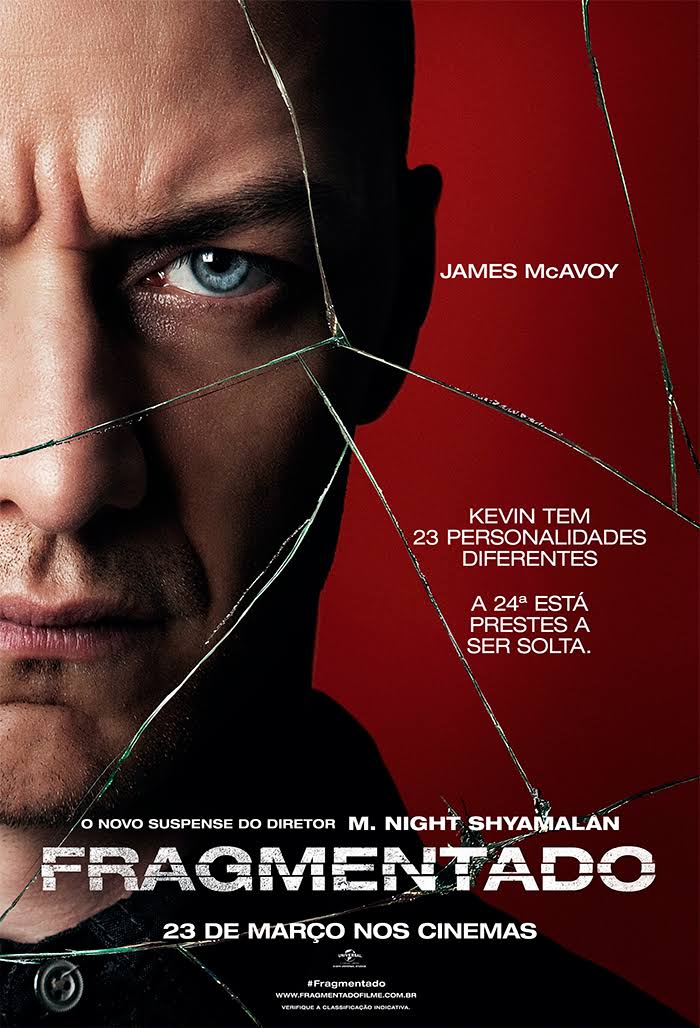 JAMES McAVOY
KEVIN TEM
23 PERSONALIDADES
DIFERENTES
A 24ª ESTÁ
PRESTES A
SER SOLTA.
O NOVO SUSPENSE DO DIRETOR M. NIGHT SHYAMALAN
FRAGMENTADO
23 DE MARÇO NOS CINEMAS
UNIVERSAL
#Fragmentado
WWW.FRAGMENTADOFILME.COM.BR
VERIFIQUE A CLASSIFICAÇÃO INDICATIVA.